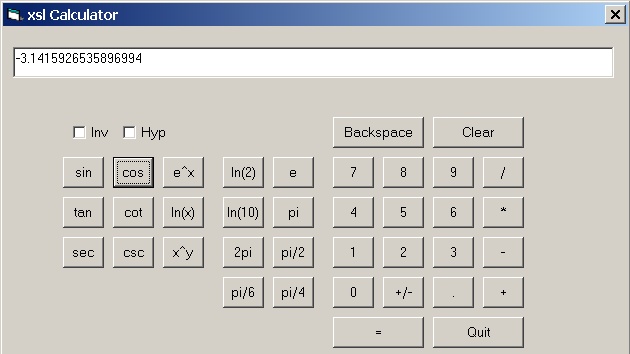 xsl Calculator
-3.1415926535896994
Inv Hyp Backspace Clear
sin cos e^x ln(2) e 7 8 9 /
tan cot ln(x) ln(10) pi 4 5 6 *
sec csc x^y 2pi pi/2 1 2 3 -
pi/6 pi/4 0 +/- . +
= Quit